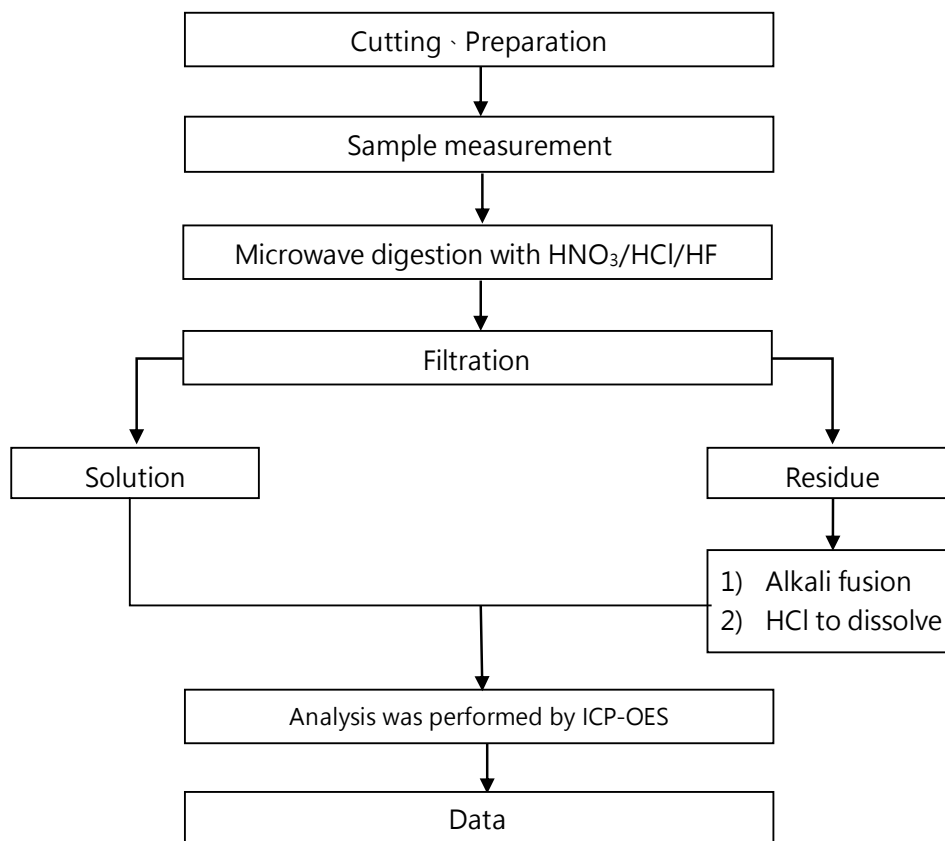 Cutting、Preparation
Sample measurement
Microwave digestion with HNO₃/HCl/HF
Filtration
Solution
Residue
1) Alkali fusion
2) HCl to dissolve
Analysis was performed by ICP-OES
Data